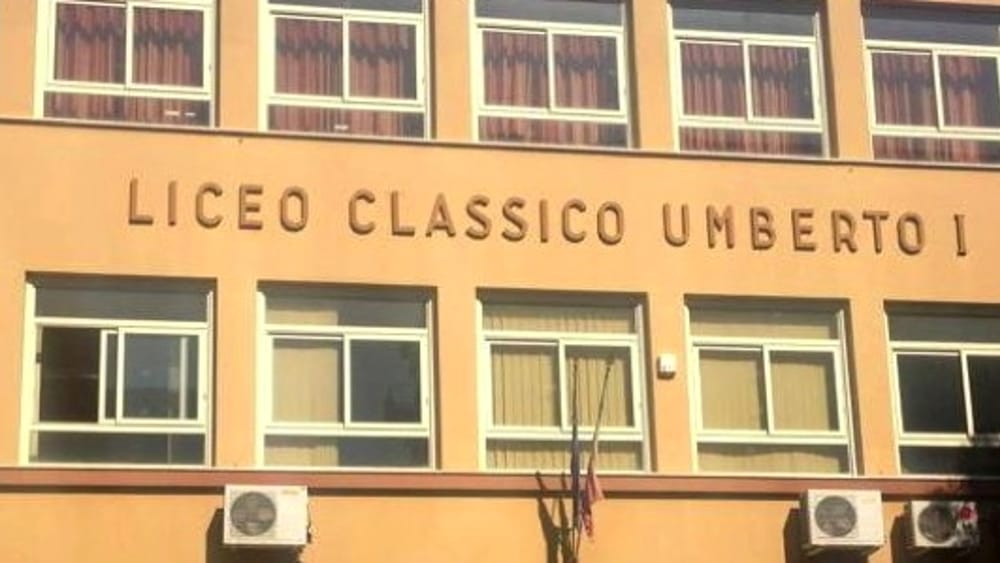 LICEO CLASSICO UMBERTO I